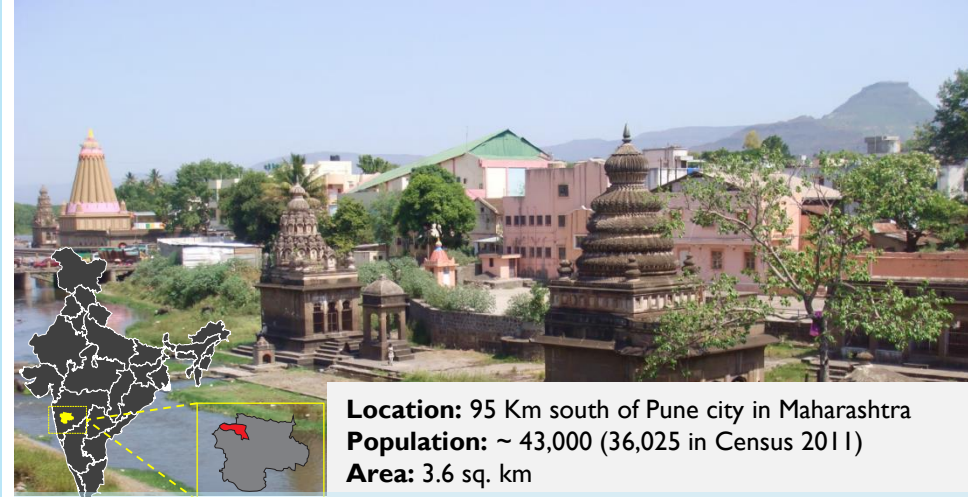 Location: 95 Km south of Pune city in Maharashtra
Population: ~ 43,000 (36,025 in Census 2011)
Area: 3.6 sq. km